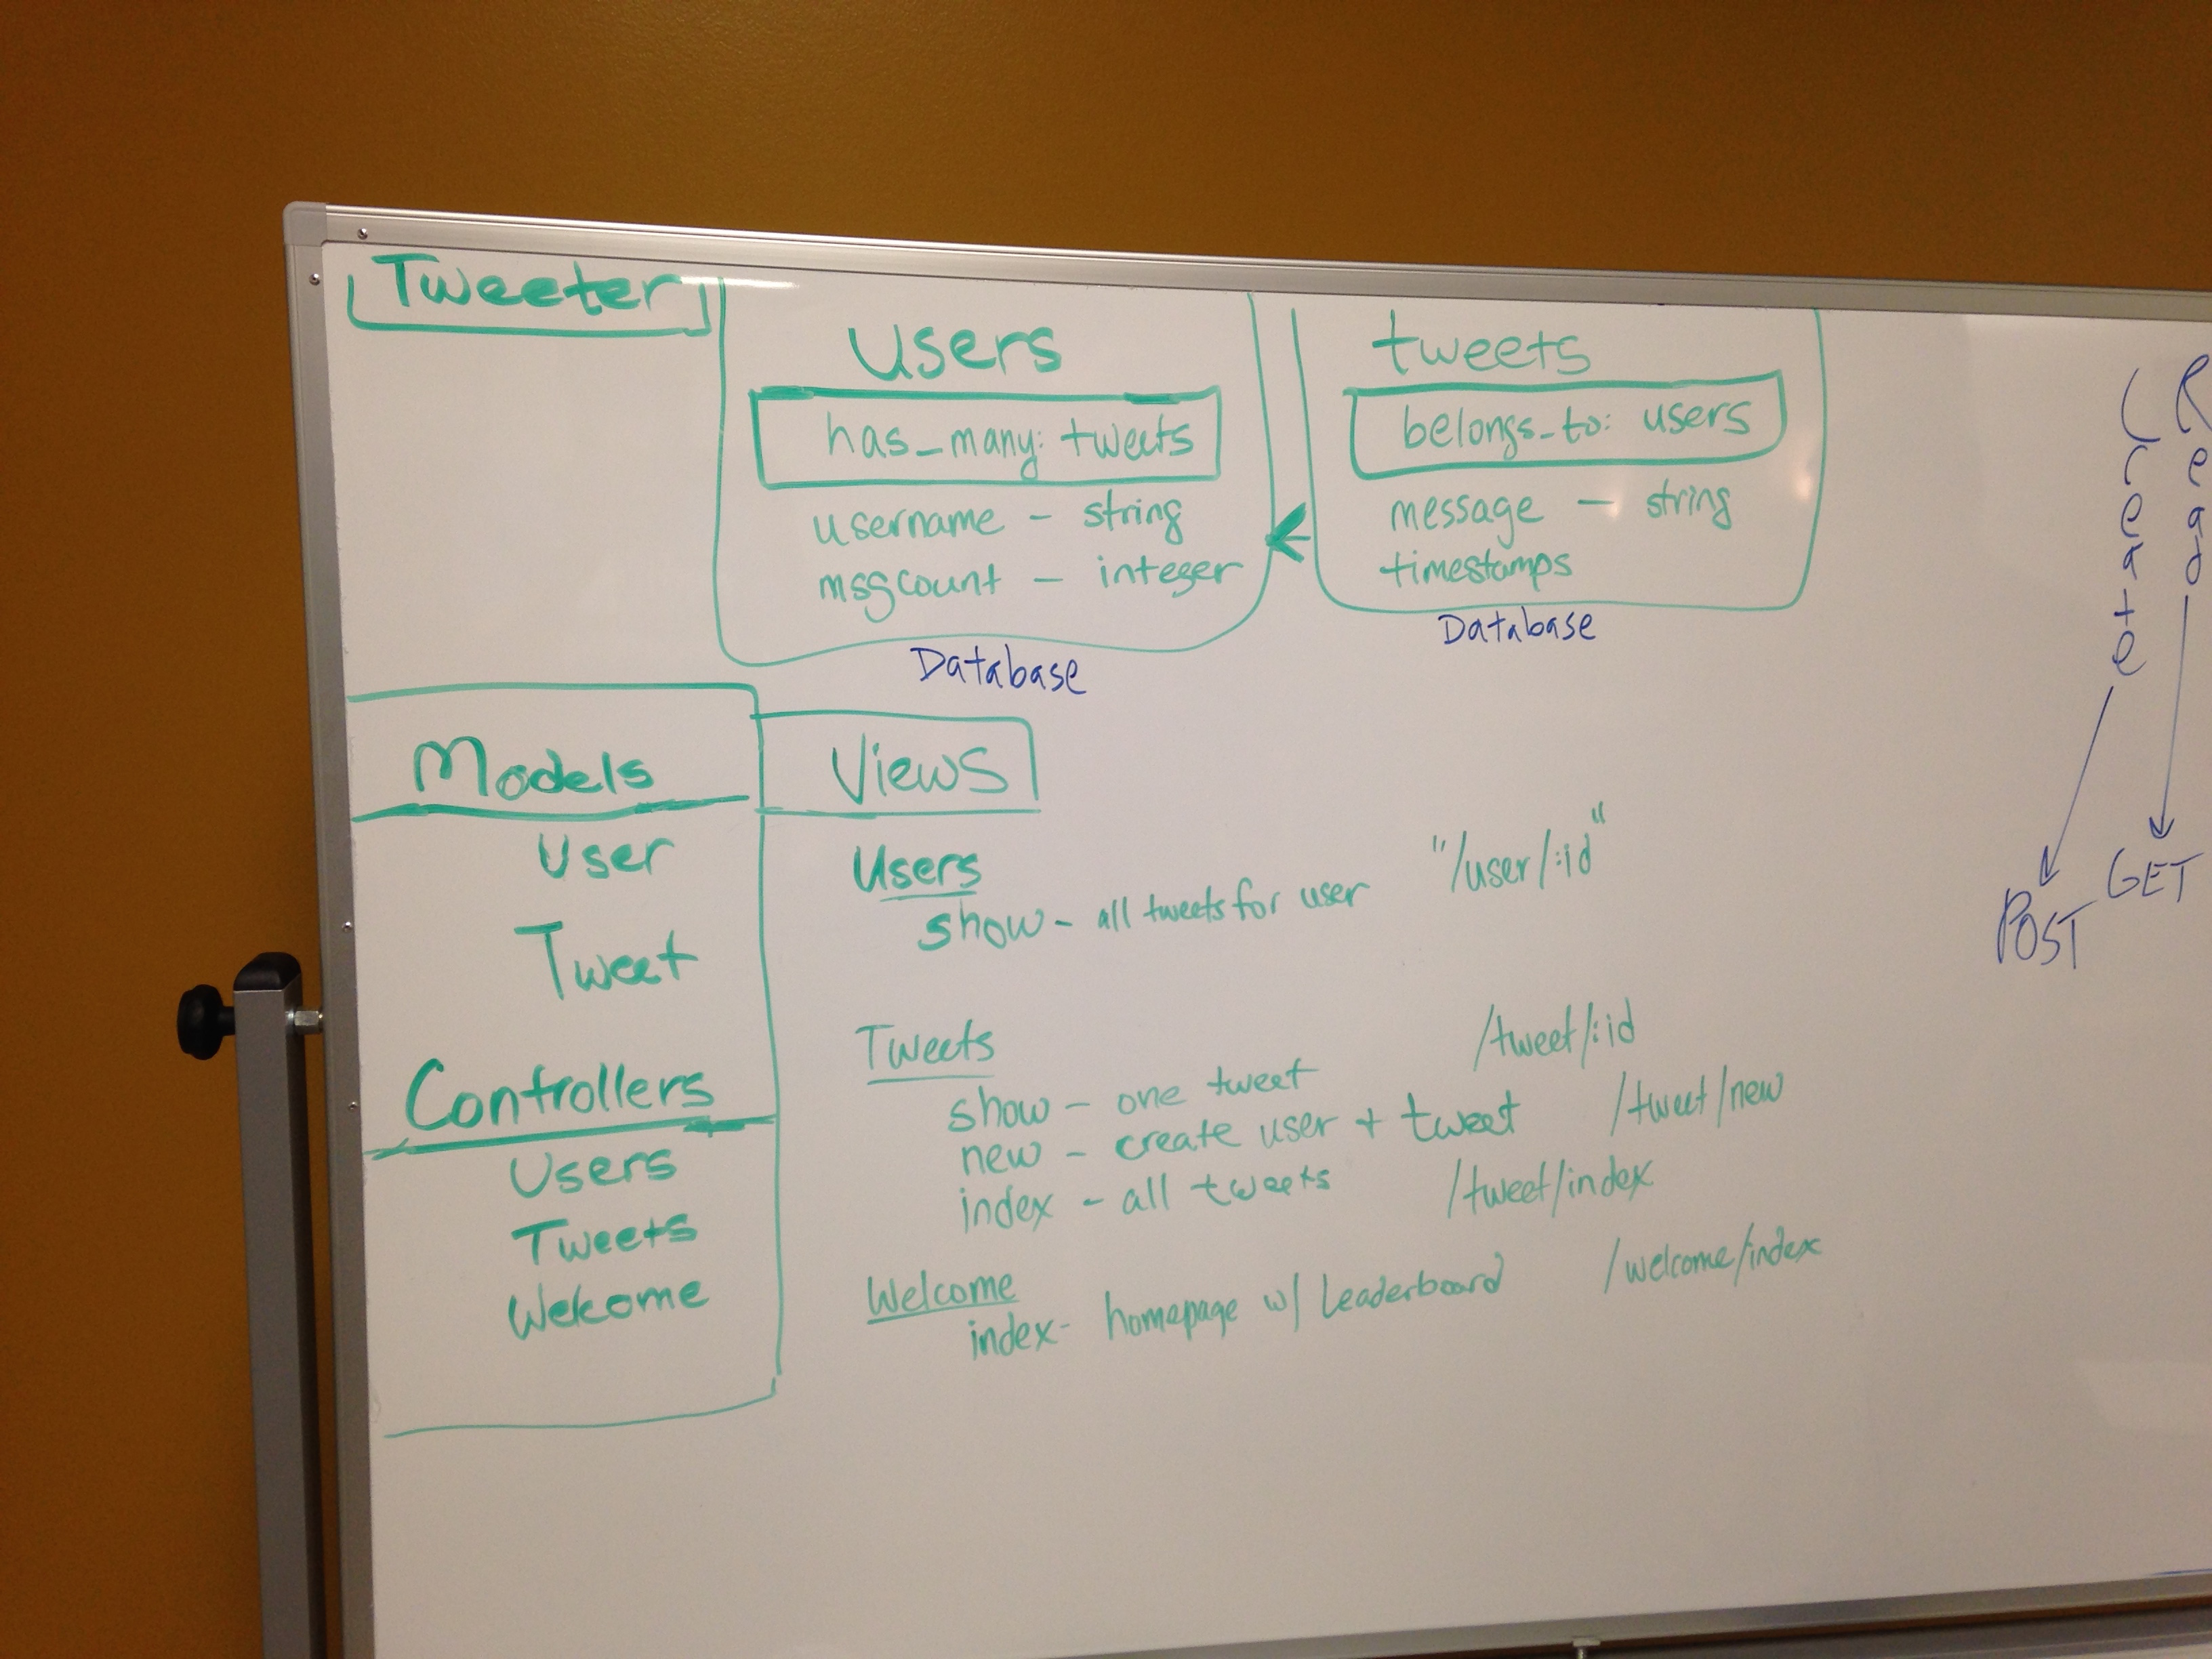 Tweeter
Users
has_many: tweets
username - string
msgcount - integer
Database
tweets
belongs_to: users
message - string
timestamps
Database
Models
User
Tweet
Controllers
Users
Tweets
Welcome
Views
Users
show - all tweets for user "/user/:id"
Tweets
show - one tweet /tweet/:id
new - create user + tweet /tweet/new
index - all tweets /tweet/index
Welcome
index - homepage w/ Leaderboard /welcome/index
Create
POST
Read
GET